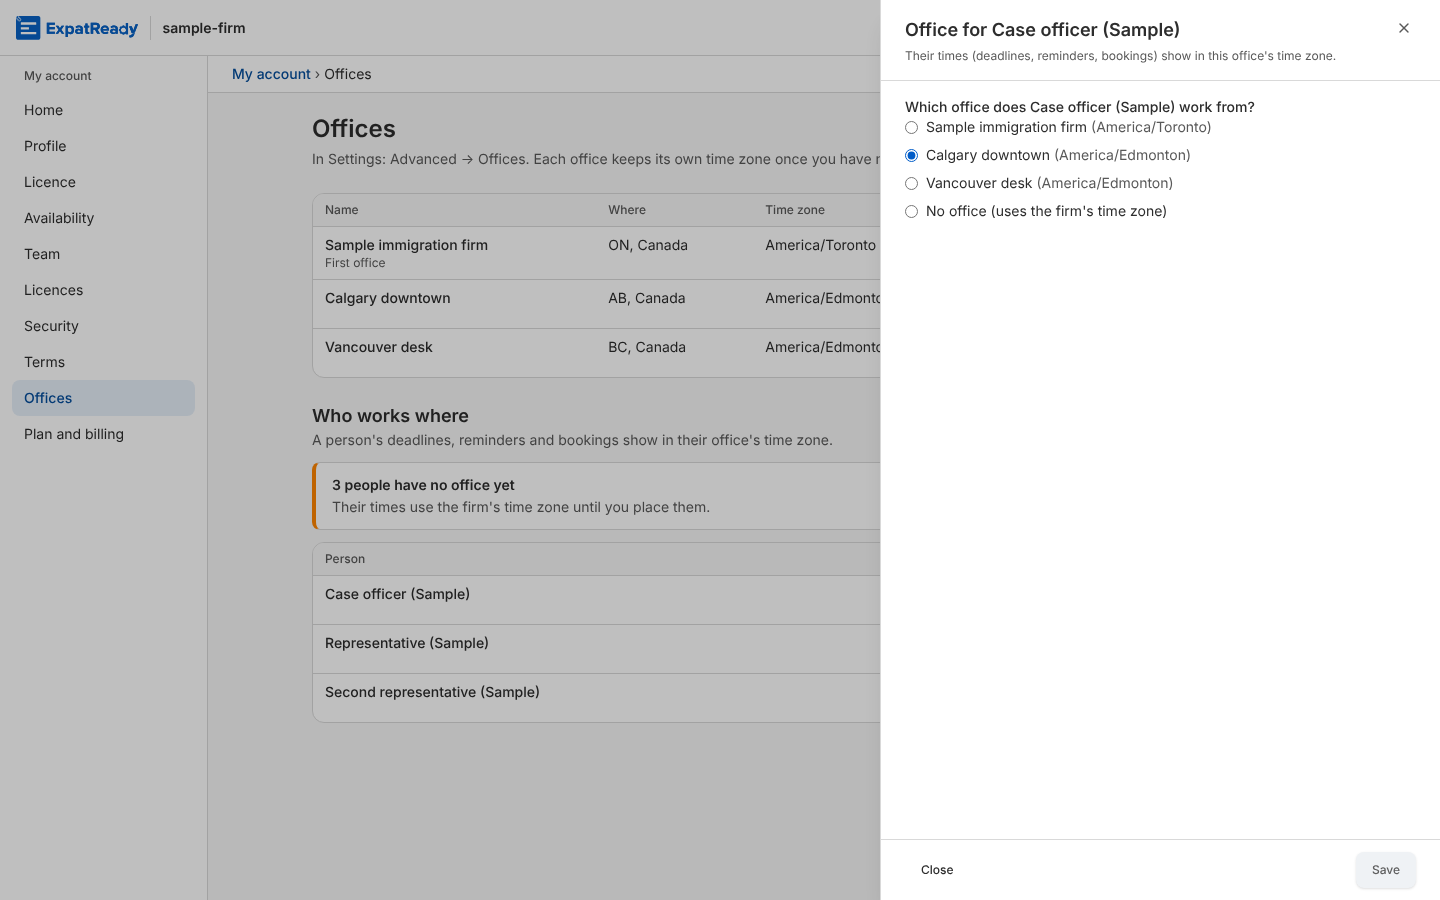 ExpatReady
sample-firm
My account
Home
Profile
Licence
Availability
Team
Licences
Security
Terms
Offices
Plan and billing
My account › Offices
Offices
In Settings: Advanced → Offices. Each office keeps its own time zone once you have
Name Where Time zone
Sample immigration firm ON, Canada America/Toronto
First office
Calgary downtown AB, Canada
Vancouver desk BC, Canada
Who works where
A person's deadlines, reminders and bookings show in their office's time zone.
3 people have no office yet
Their times use the firm's time zone until you place them.
Person
Case officer (Sample)
Representative (Sample)
Second representative (Sample)
Office for Case officer (Sample)
Their times (deadlines, reminders, bookings) show in this office's time zone.
Which office does Case officer (Sample) work from?
Sample immigration firm (America/Toronto)
Calgary downtown (America/Edmonton)
Vancouver desk (America/Edmonton)
No office (uses the firm's time zone)
Close
Save